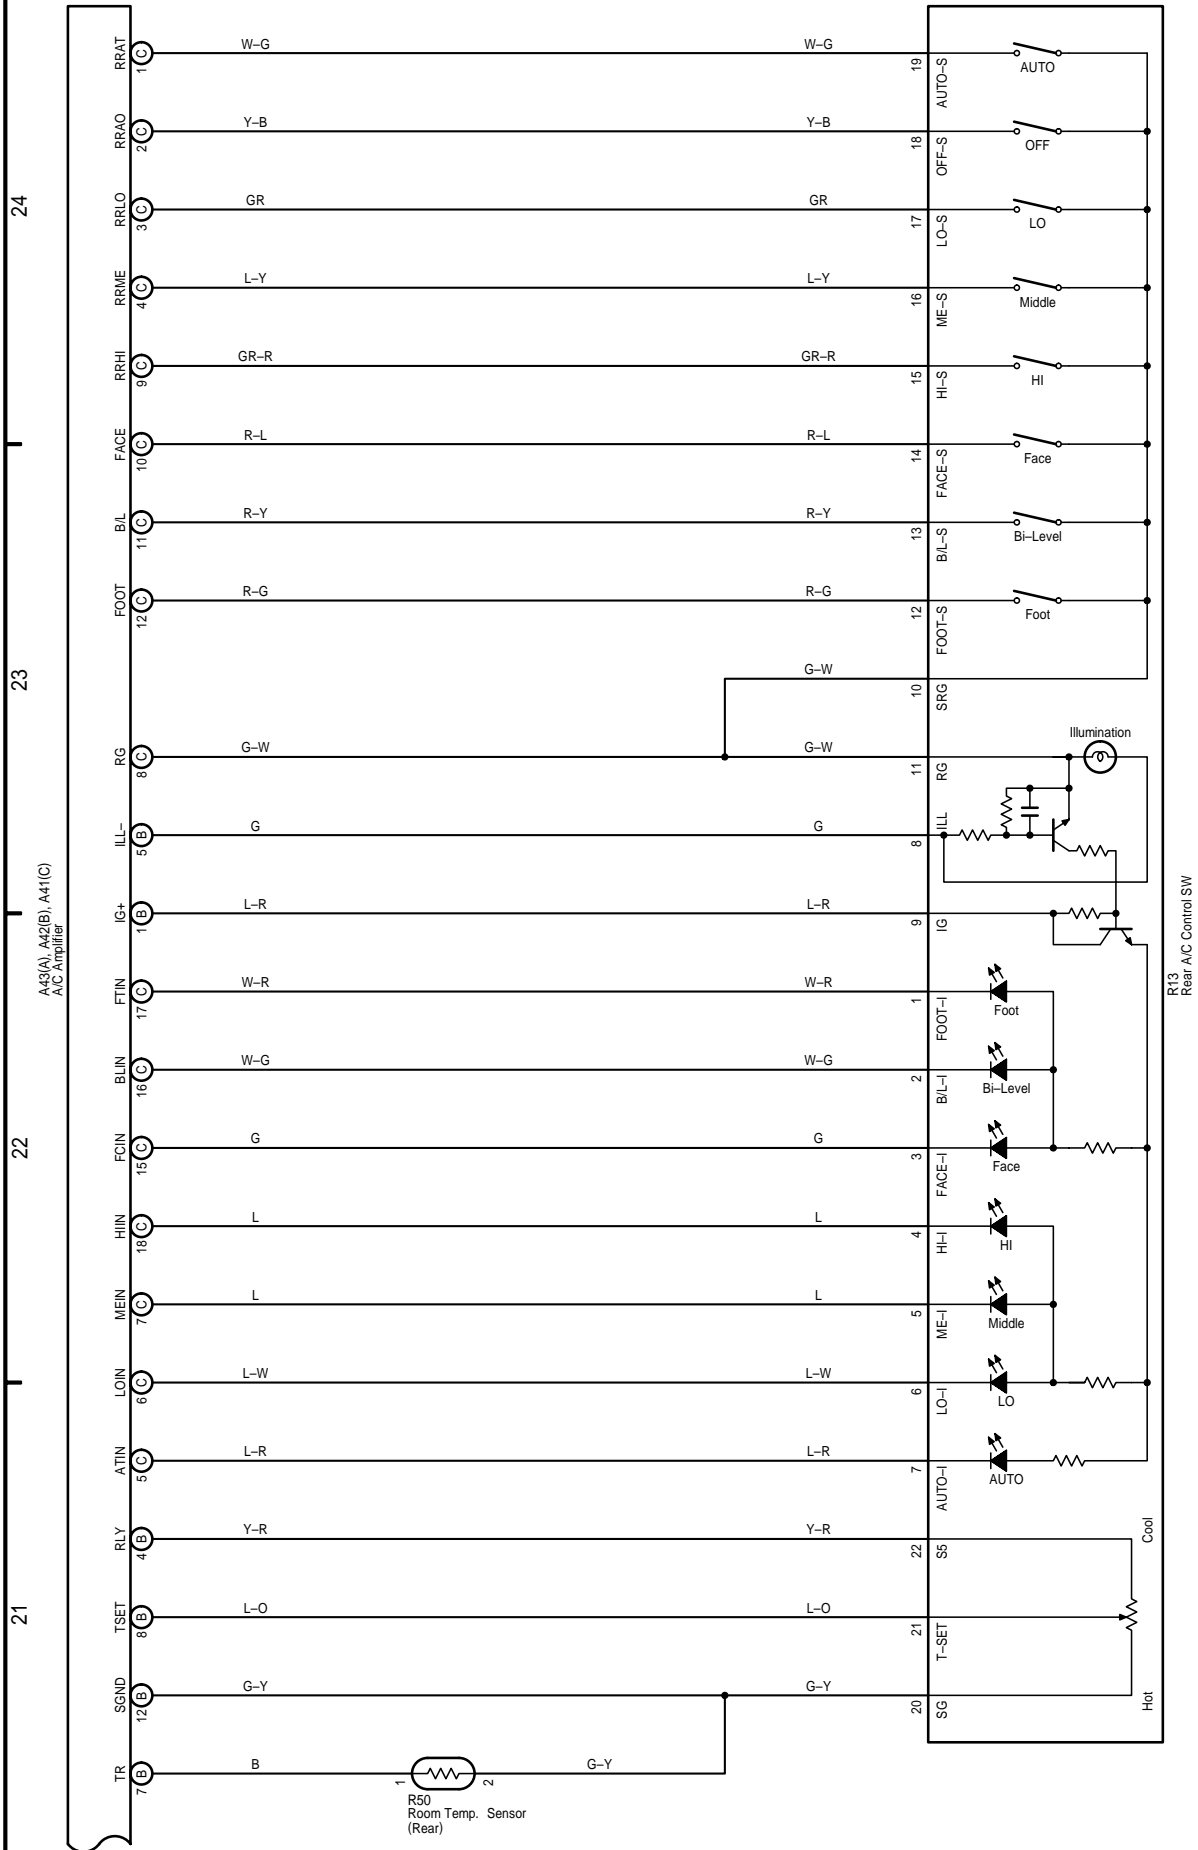 24
23
22
21
A43(A), A42(B), A41(C)
A/C Amplifier
RRAT 1 C W–G W–G 19 AUTO–S AUTO
RRAO 2 C Y–B Y–B 18 OFF–S OFF
RRLO 3 C GR GR 17 LO–S LO
RRME 4 C L–Y L–Y 16 ME–S Middle
RRHI 9 C GR–R GR–R 15 HI–S HI
FACE 10 C R–L R–L 14 FACE–S Face
B/L 11 C R–Y R–Y 13 B/L–S Bi–Level
FOOT 12 C R–G R–G 12 FOOT–S Foot
G–W 10 SRG
RG 8 C G–W G–W 11 RG Illumination
ILL– 5 B G G 8 ILL
IG+ 1 B L–R L–R 9 IG
FTIN 17 C W–R W–R 1 FOOT–I Foot
BLIN 16 C W–G W–G 2 B/L–I Bi–Level
FCIN 15 C G G 3 FACE–I Face
HIIN 18 C L L 4 HI–I HI
MEIN 7 C L L 5 ME–I Middle
LOIN 6 C L–W L–W 6 LO–I LO
ATIN 5 C L–R L–R 7 AUTO–I AUTO
RLY 4 B Y–R Y–R 22 S5 Cool
TSET 8 B L–O L–O 21 T–SET
SGND 12 B G–Y G–Y 20 SG Hot
TR 7 B B 1 2 G–Y
R50
Room Temp. Sensor
(Rear)
R13
Rear A/C Control SW